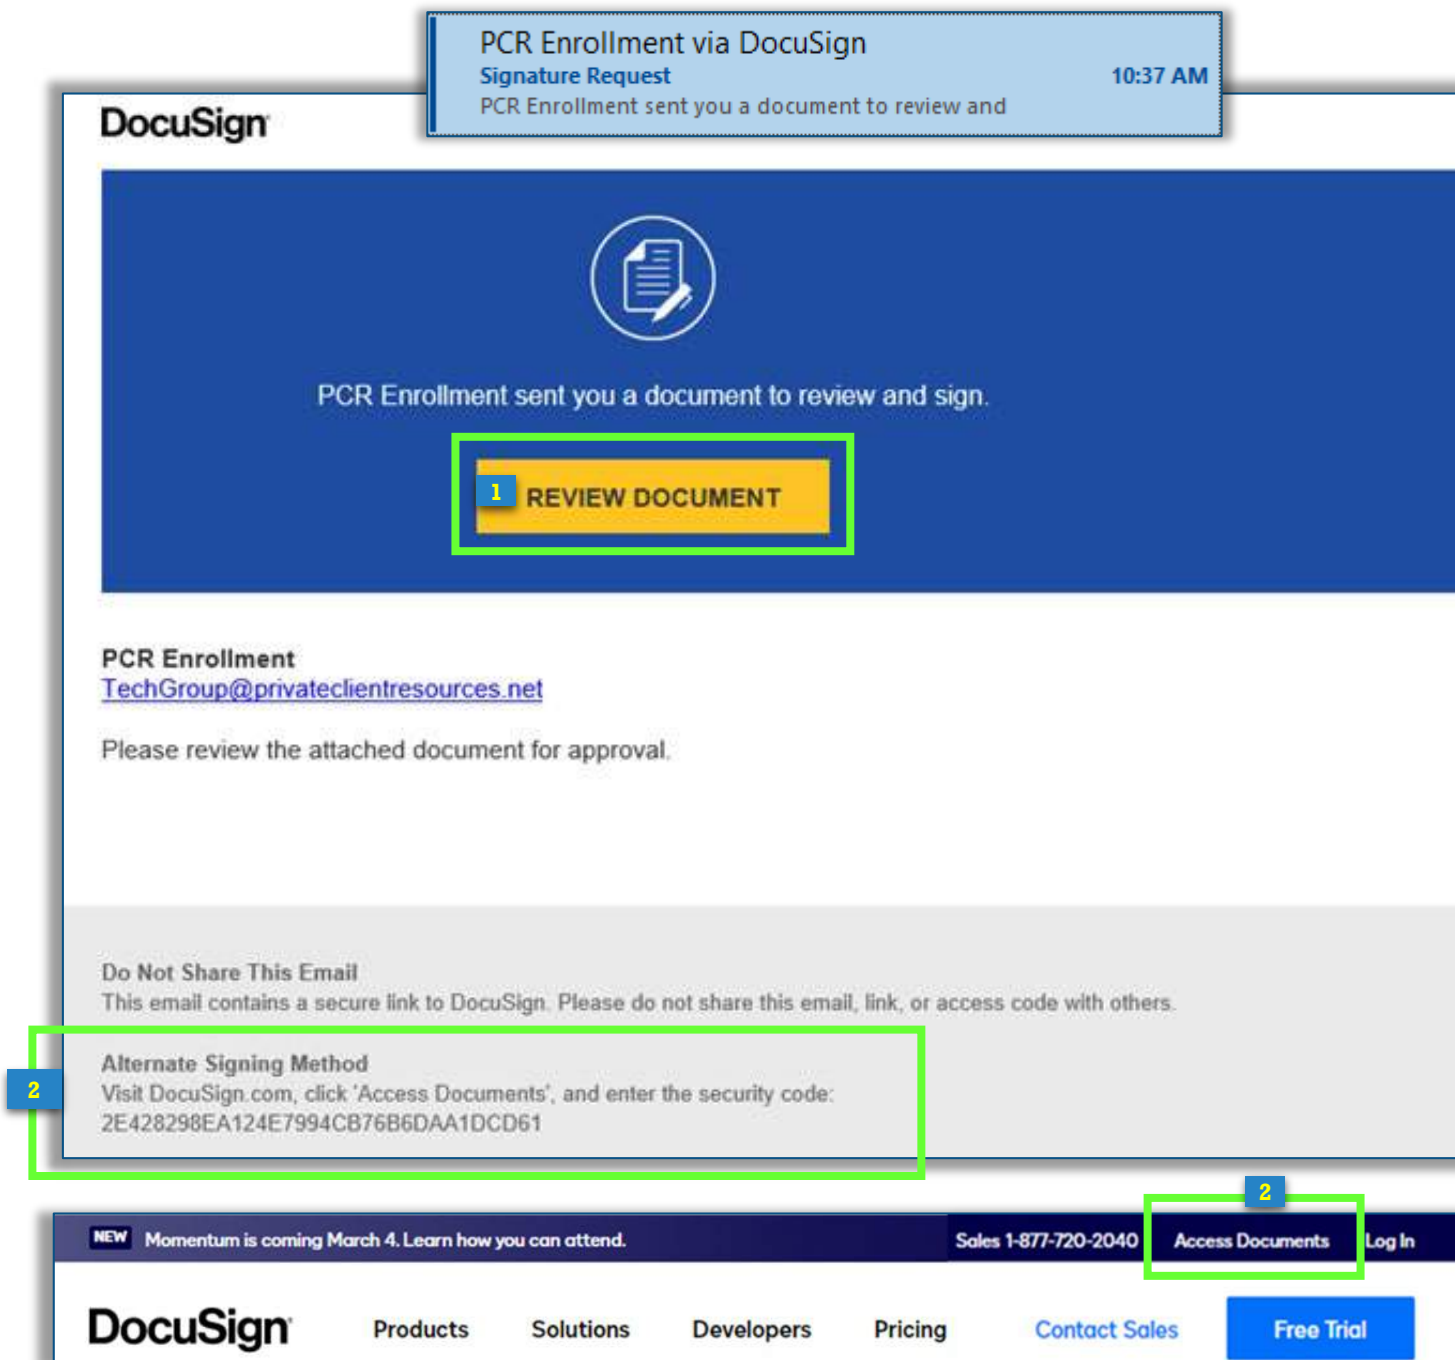 PCR Enrollment via DocuSign
Signature Request 10:37 AM
PCR Enrollment sent you a document to review and
DocuSign
PCR Enrollment sent you a document to review and sign.
1 REVIEW DOCUMENT
PCR Enrollment
TechGroup@privateclientresources.net
Please review the attached document for approval.
Do Not Share This Email
This email contains a secure link to DocuSign. Please do not share this email, link, or access code with others.
Alternate Signing Method
2 Visit DocuSign.com, click 'Access Documents', and enter the security code:
2E428298EA124E7994CB76B6DAA1DCD61
2
NEW Momentum is coming March 4. Learn how you can attend. Sales 1-877-720-2040 Access Documents Log In
DocuSign Products Solutions Developers Pricing Contact Sales Free Trial